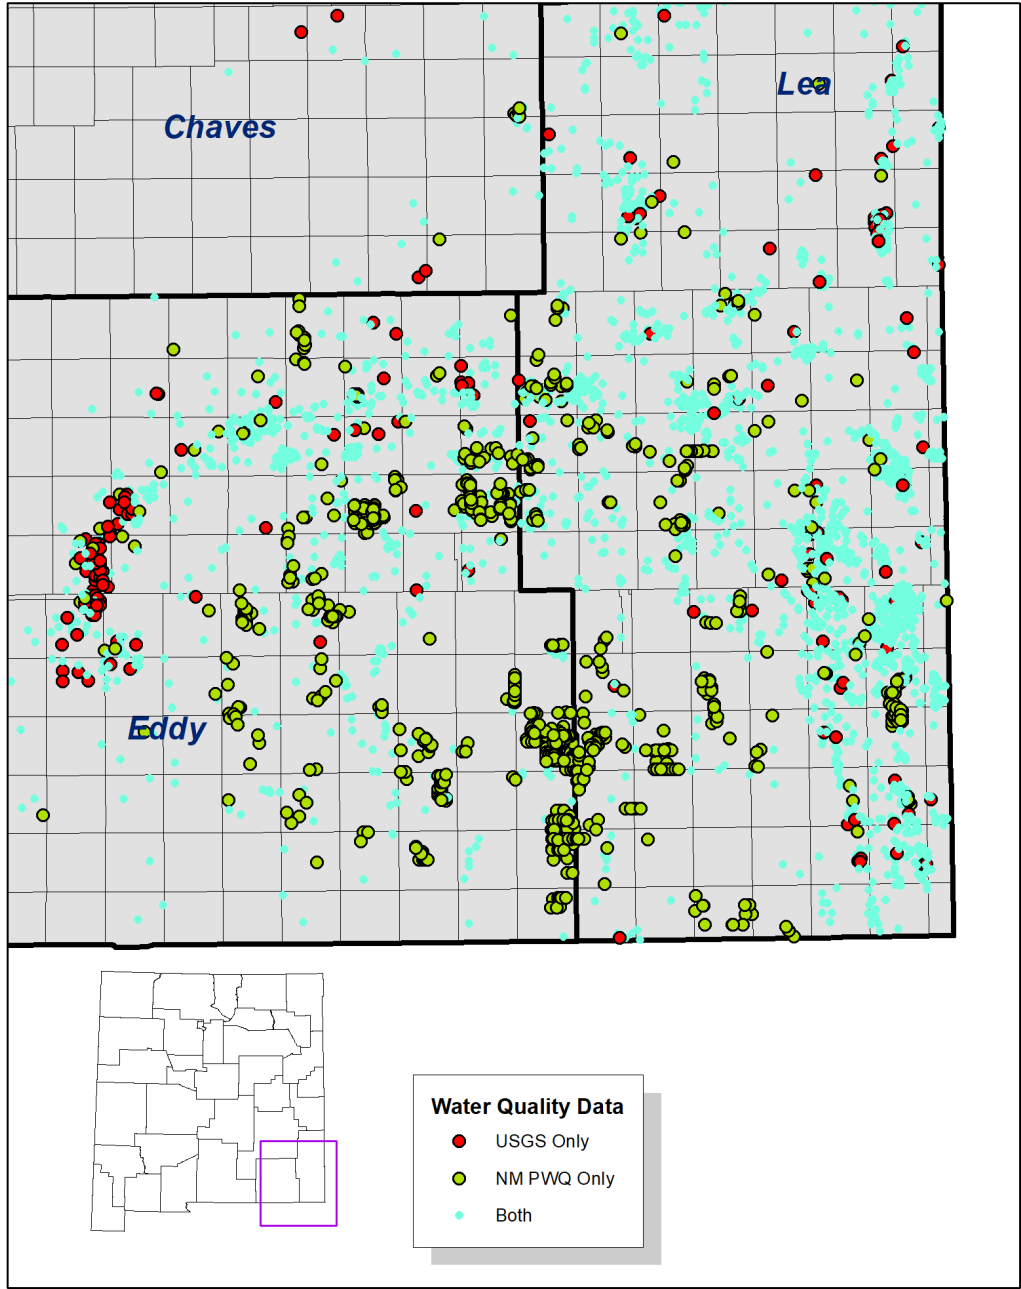 Lea
Chaves
Eddy
Water Quality Data
USGS Only
NM PWQ Only
Both